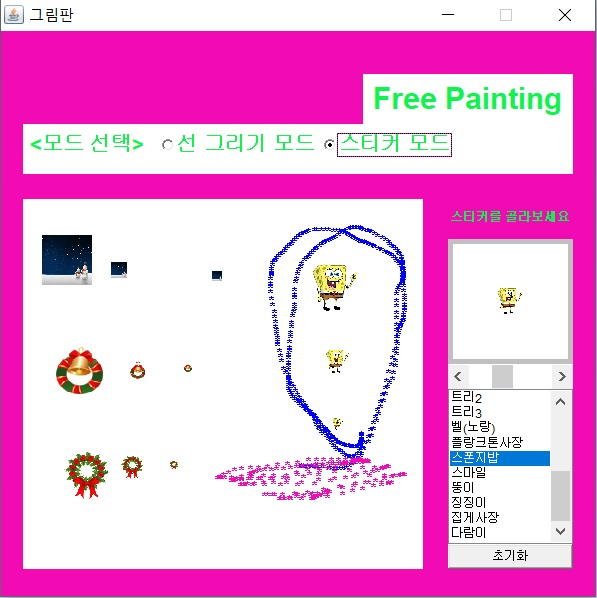 그림판
Free Painting
<모드 선택> 선 그리기 모드 스티커 모드
스티커를 골라보세요
트리2
트리3
벨(노랑)
플랑크톤사장
스폰지밥
스마일
뚱이
징징이
집게사장
다람이
초기화